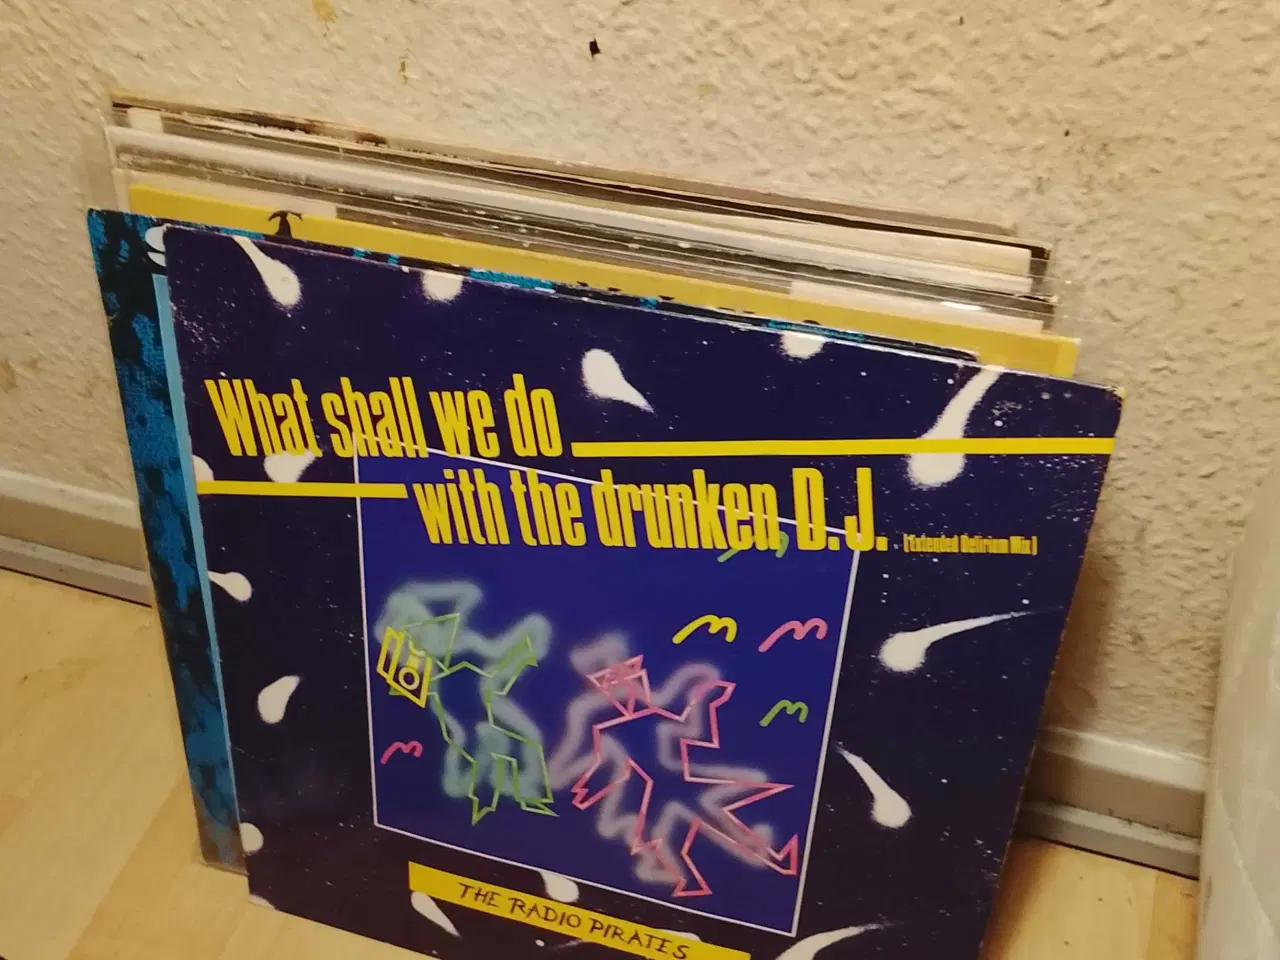 What shall we do
with the drunken D.J. (Extended Delirium Mix)
THE RADIO PIRATES